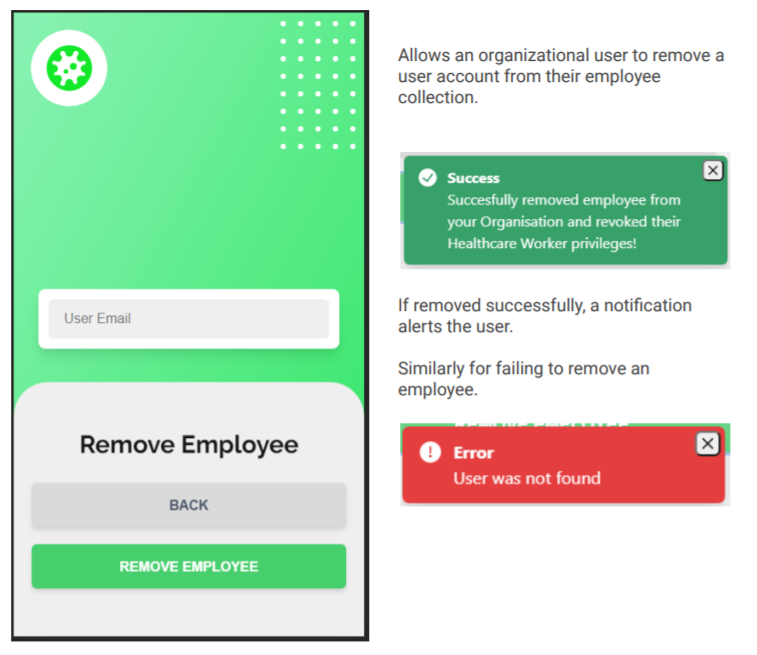 User Email
Remove Employee
BACK
REMOVE EMPLOYEE
Allows an organizational user to remove a
user account from their employee
collection.
Success
Succesfully removed employee from
your Organisation and revoked their
Healthcare Worker privileges!
If removed successfully, a notification
alerts the user.
Similarly for failing to remove an
employee.
Error
User was not found